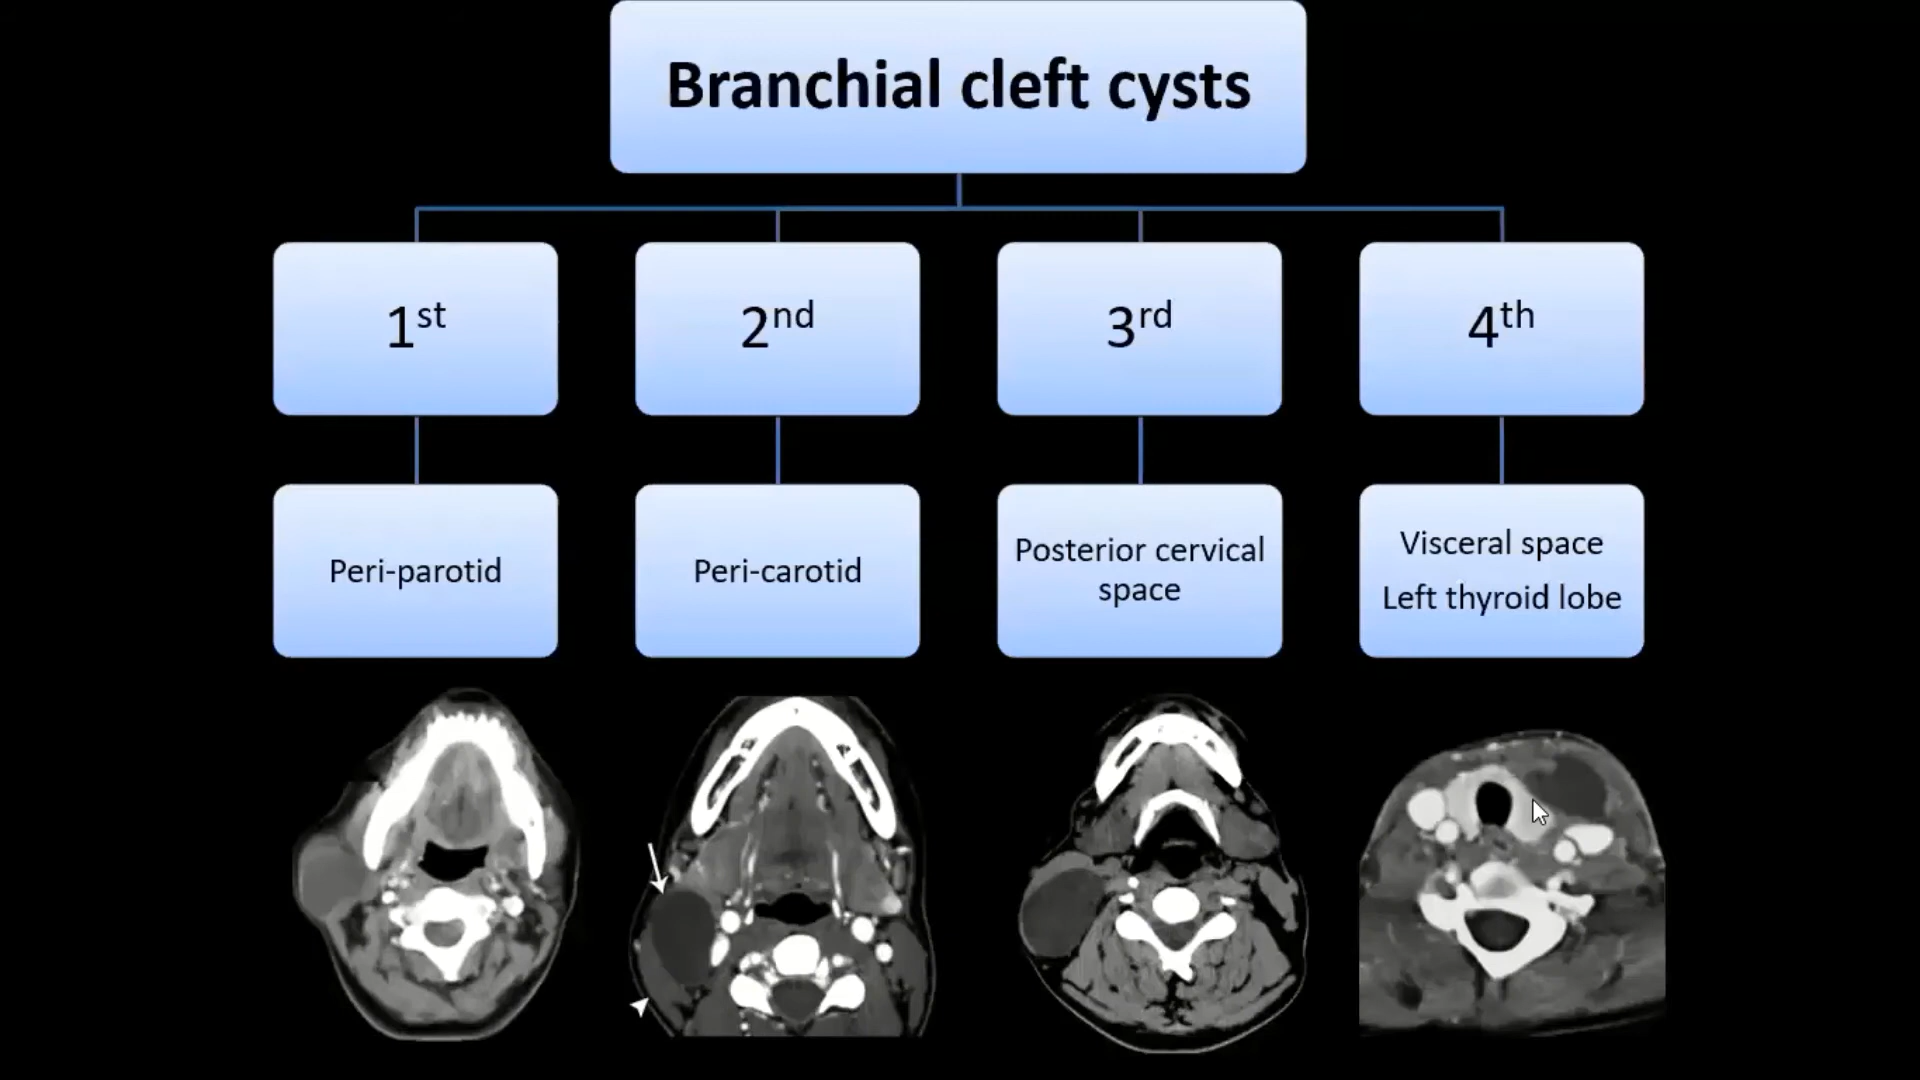 Branchial cleft cysts
1st
2nd
3rd
4th
Peri-parotid
Peri-carotid
Posterior cervical
space
Visceral space
Left thyroid lobe